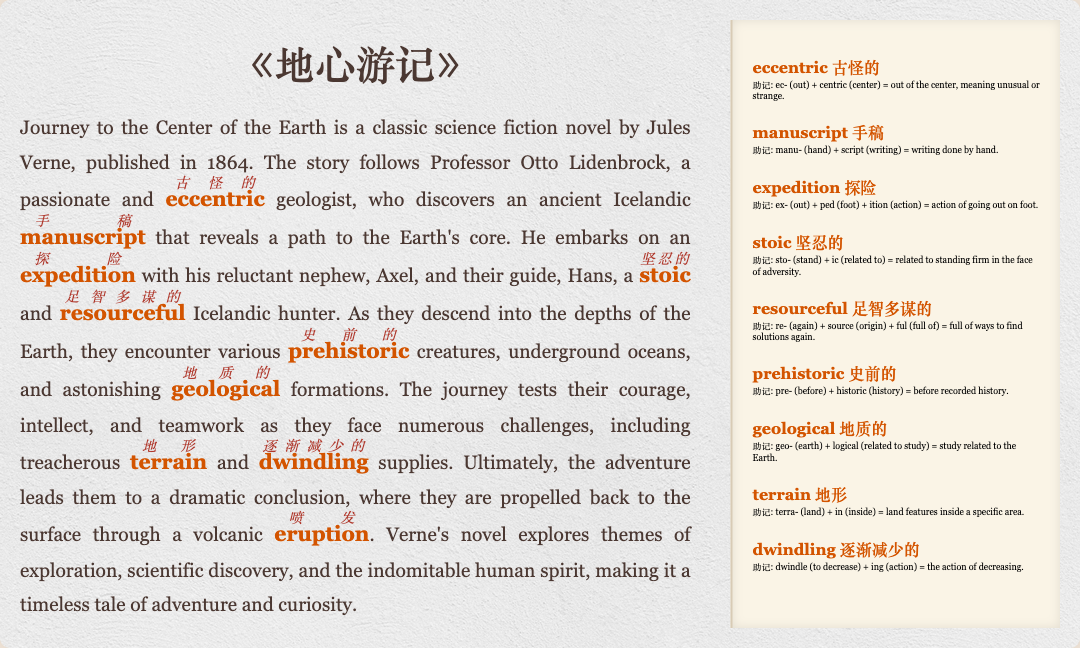 《地心游记》
Journey to the Center of the Earth is a classic science fiction novel by Jules
Verne, published in 1864. The story follows Professor Otto Lidenbrock, a
古怪的
passionate and eccentric geologist, who discovers an ancient Icelandic
手稿
manuscript that reveals a path to the Earth's core. He embarks on an
探险 坚忍的
expedition with his reluctant nephew, Axel, and their guide, Hans, a stoic
足智多谋的
and resourceful Icelandic hunter. As they descend into the depths of the
史前的
Earth, they encounter various prehistoric creatures, underground oceans,
地质的
and astonishing geological formations. The journey tests their courage,
intellect, and teamwork as they face numerous challenges, including
地形 逐渐减少的
treacherous terrain and dwindling supplies. Ultimately, the adventure
leads them to a dramatic conclusion, where they are propelled back to the
喷发
surface through a volcanic eruption. Verne's novel explores themes of
exploration, scientific discovery, and the indomitable human spirit, making it a
timeless tale of adventure and curiosity.
eccentric 古怪的
助记: ec- (out) + centric (center) = out of the center, meaning unusual or
strange.
manuscript 手稿
助记: manu- (hand) + script (writing) = writing done by hand.
expedition 探险
助记: ex- (out) + ped (foot) + ition (action) = action of going out on foot.
stoic 坚忍的
助记: sto- (stand) + ic (related to) = related to standing firm in the face
of adversity.
resourceful 足智多谋的
助记: re- (again) + source (origin) + ful (full of) = full of ways to find
solutions again.
prehistoric 史前的
助记: pre- (before) + historic (history) = before recorded history.
geological 地质的
助记: geo- (earth) + logical (related to study) = study related to the
Earth.
terrain 地形
助记: terra- (land) + in (inside) = land features inside a specific area.
dwindling 逐渐减少的
助记: dwindle (to decrease) + ing (action) = the action of decreasing.